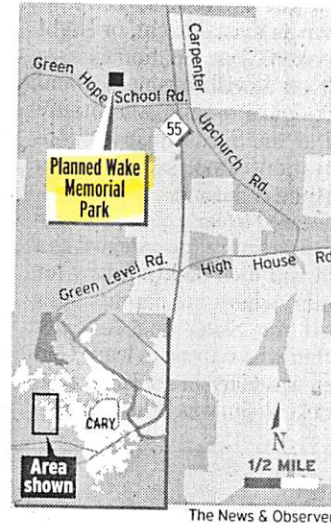 Carpenter
Upchurch Rd.
Green Hope School Rd.
55
Planned Wake
Memorial
Park
Green Level Rd.
High House Rd
CARY
Area
shown
N
1/2 MILE
The News & Observer